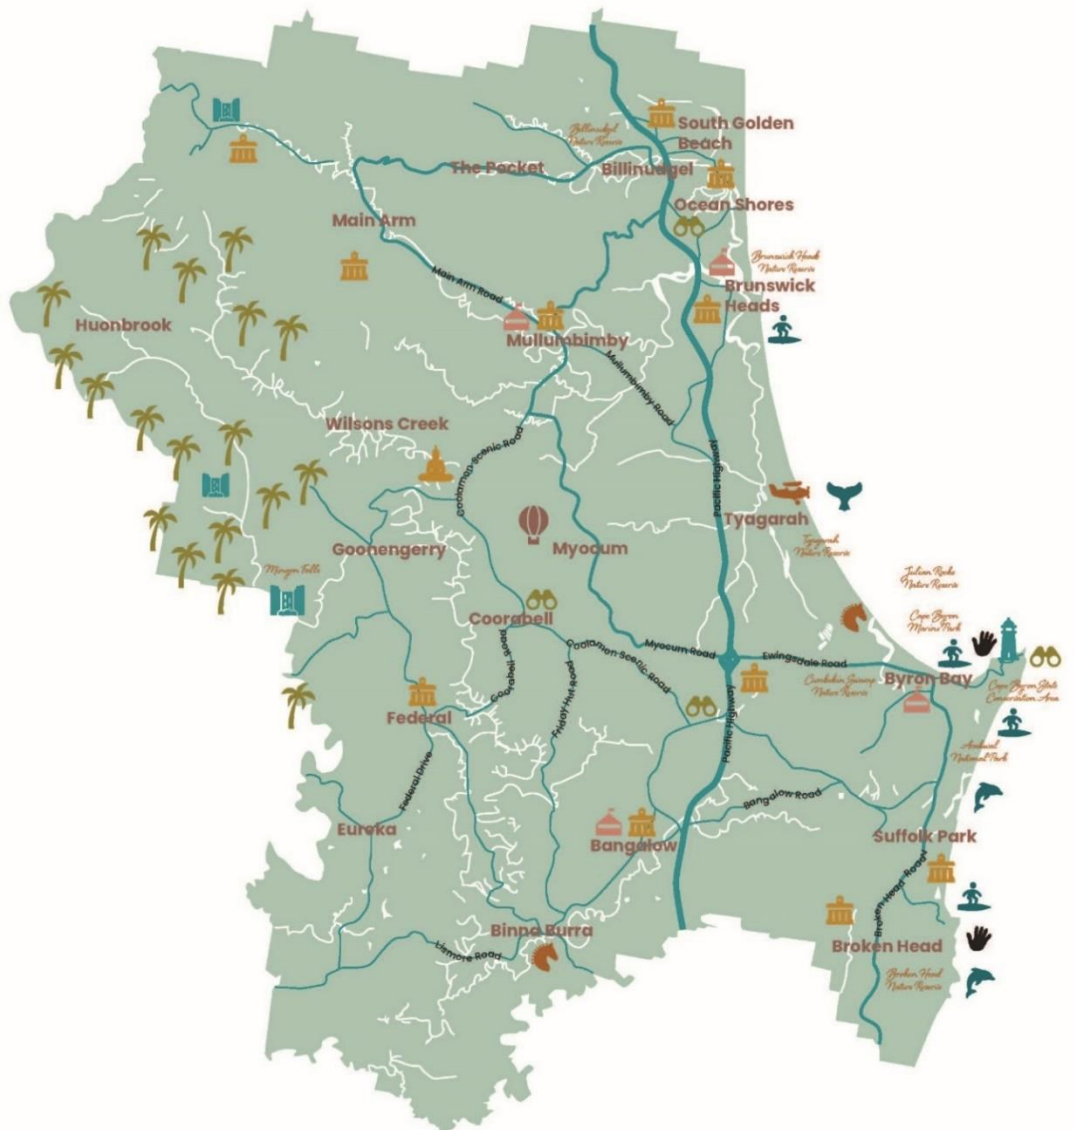 South Golden
Beach
Billinudgel
Nature Reserve
The Pocket
Billinudgel
Ocean Shores
Main Arm
Brunswick Heads
Nature Reserve
Main Arm Road
Brunswick
Heads
Huonbrook
Mullumbimby
Mullumbimby Road
Wilsons Creek
Coolamon Scenic Road
Pacific Highway
Tyagarah
Goonengerry
Myocum
Tyagarah
Nature Reserve
Minyon Falls
Julian Rocks
Nature Reserve
Cape Byron
Marine Park
Coorabell
Coolamon Scenic Road
Myocum Road
Ewingsdale Road
Byron Bay
Cumbebin Swamp
Nature Reserve
Cape Byron State
Conservation Area
Coorabell Road
Friday Hut Road
Federal
Pacific Highway
Arakwal
National Park
Federal Drive
Bangalow Road
Eureka
Bangalow
Suffolk Park
Broken Head Road
Binna Burra
Lismore Road
Broken Head
Broken Head
Nature Reserve